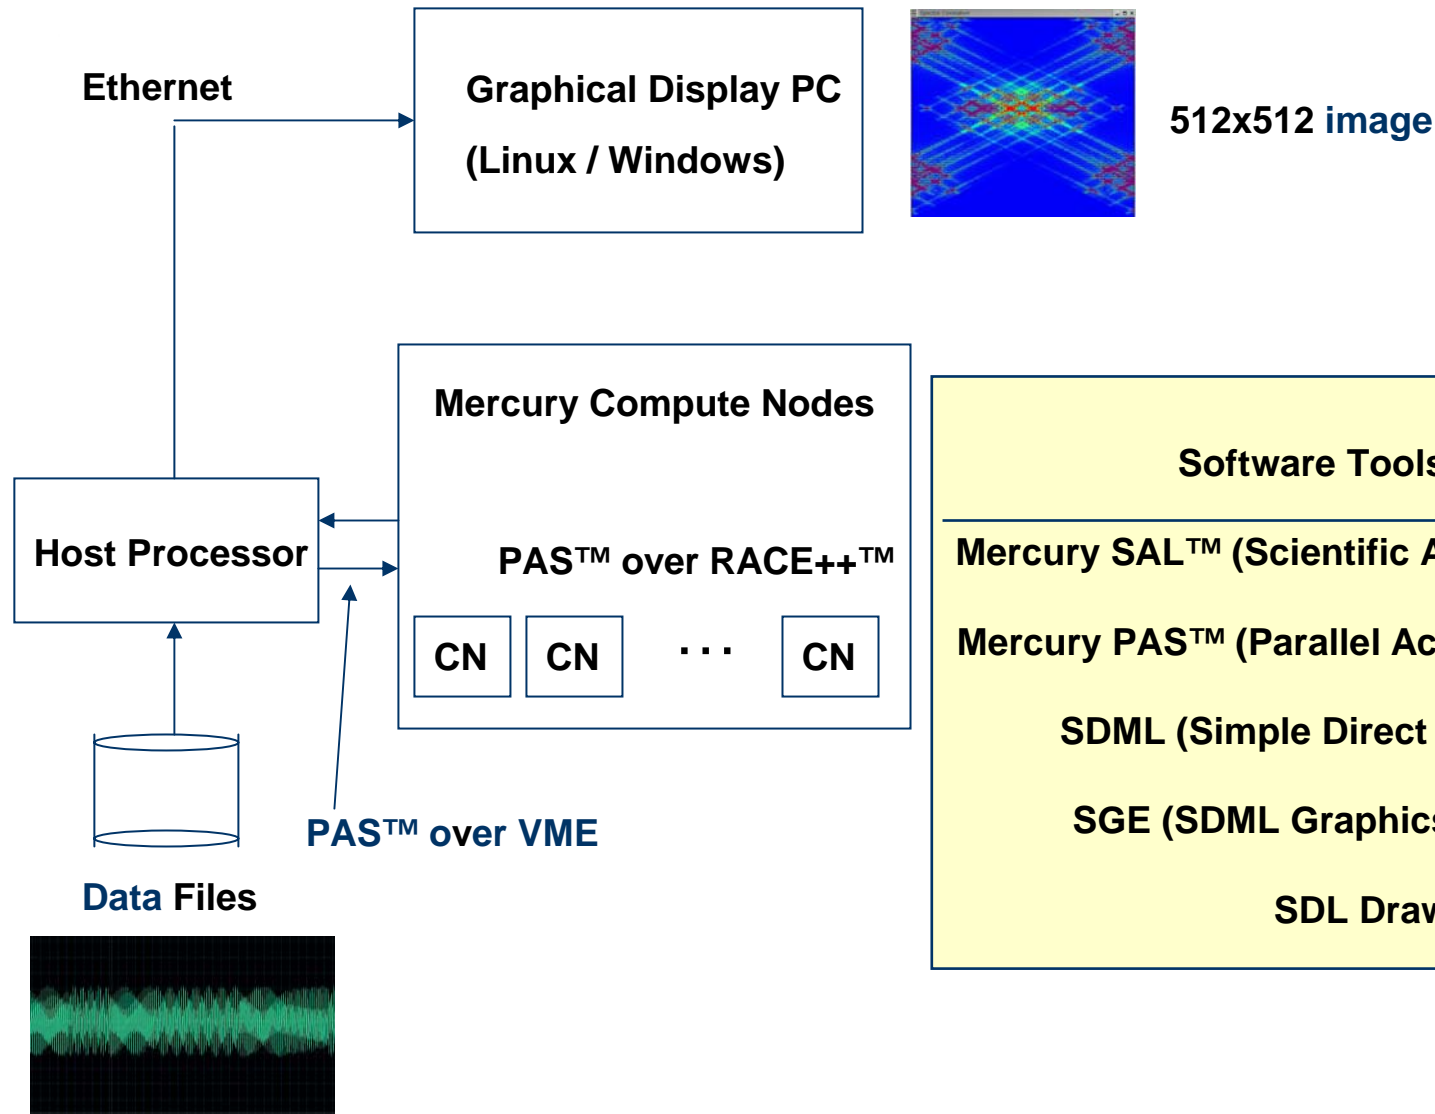 Ethernet
Graphical Display PC
(Linux / Windows)
512x512 image
Mercury Compute Nodes
Host Processor
PAS™ over RACE++™
CN CN ... CN
PAS™ over VME
Data Files
Software Tools
Mercury SAL™ (Scientific A
Mercury PAS™ (Parallel Ac
SDML (Simple Direct
SGE (SDML Graphics
SDL Draw